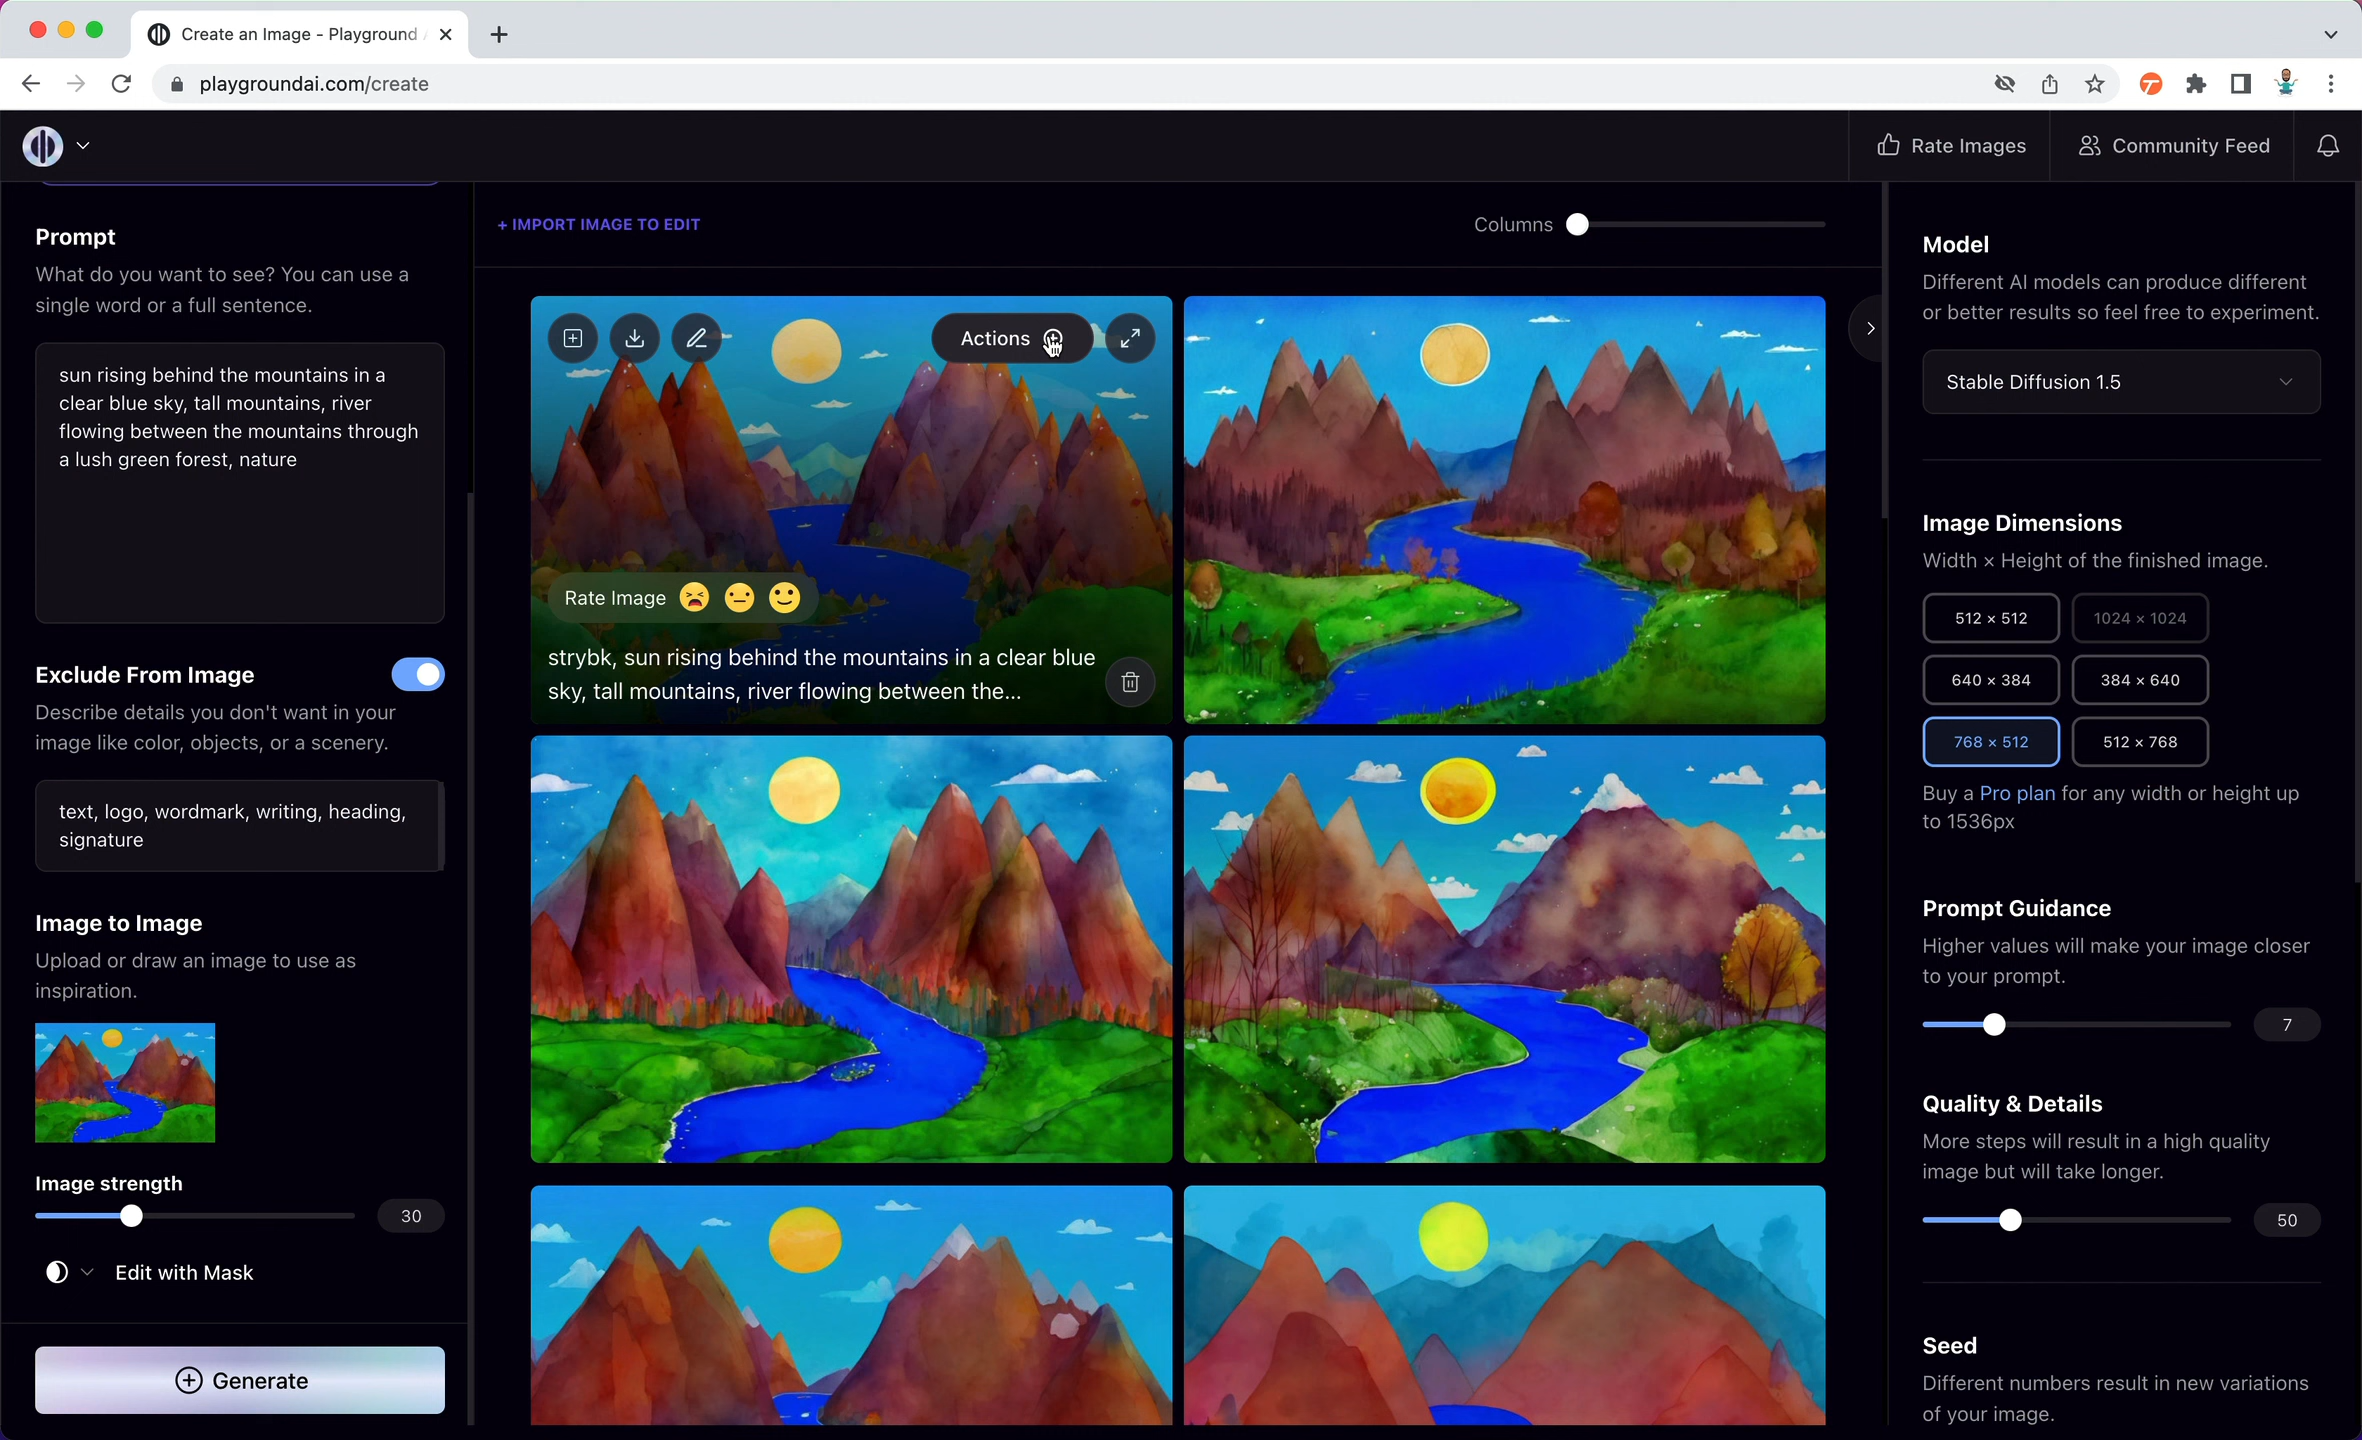 Create an Image - Playground
playgroundai.com/create
Rate Images
Community Feed
Prompt
What do you want to see? You can use a
single word or a full sentence.
sun rising behind the mountains in a
clear blue sky, tall mountains, river
flowing between the mountains through
a lush green forest, nature
Exclude From Image
Describe details you don't want in your
image like color, objects, or a scenery.
text, logo, wordmark, writing, heading,
signature
Image to Image
Upload or draw an image to use as
inspiration.
Image strength
30
Edit with Mask
Generate
+ IMPORT IMAGE TO EDIT
Columns
Actions
Rate Image
strybk, sun rising behind the mountains in a clear blue
sky, tall mountains, river flowing between the...
Model
Different AI models can produce different
or better results so feel free to experiment.
Stable Diffusion 1.5
Image Dimensions
Width × Height of the finished image.
512 × 512
1024 × 1024
640 × 384
384 × 640
768 × 512
512 × 768
Buy a Pro plan for any width or height up
to 1536px
Prompt Guidance
Higher values will make your image closer
to your prompt.
7
Quality & Details
More steps will result in a high quality
image but will take longer.
50
Seed
Different numbers result in new variations
of your image.